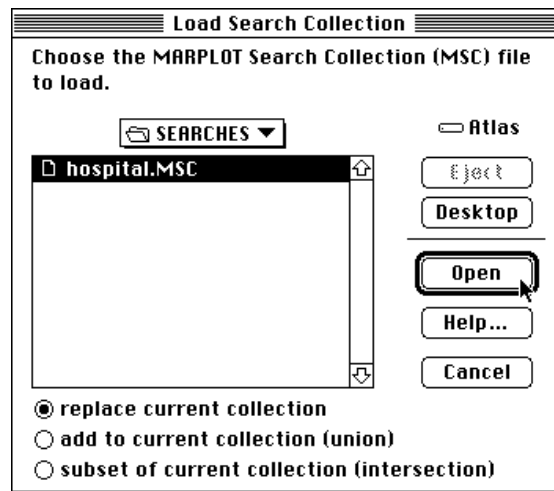 Load Search Collection
Choose the MARPLOT Search Collection (MSC) file
to load.
SEARCHES
Atlas
hospital.MSC
Eject
Desktop
Open
Help...
Cancel
replace current collection
add to current collection (union)
subset of current collection (intersection)